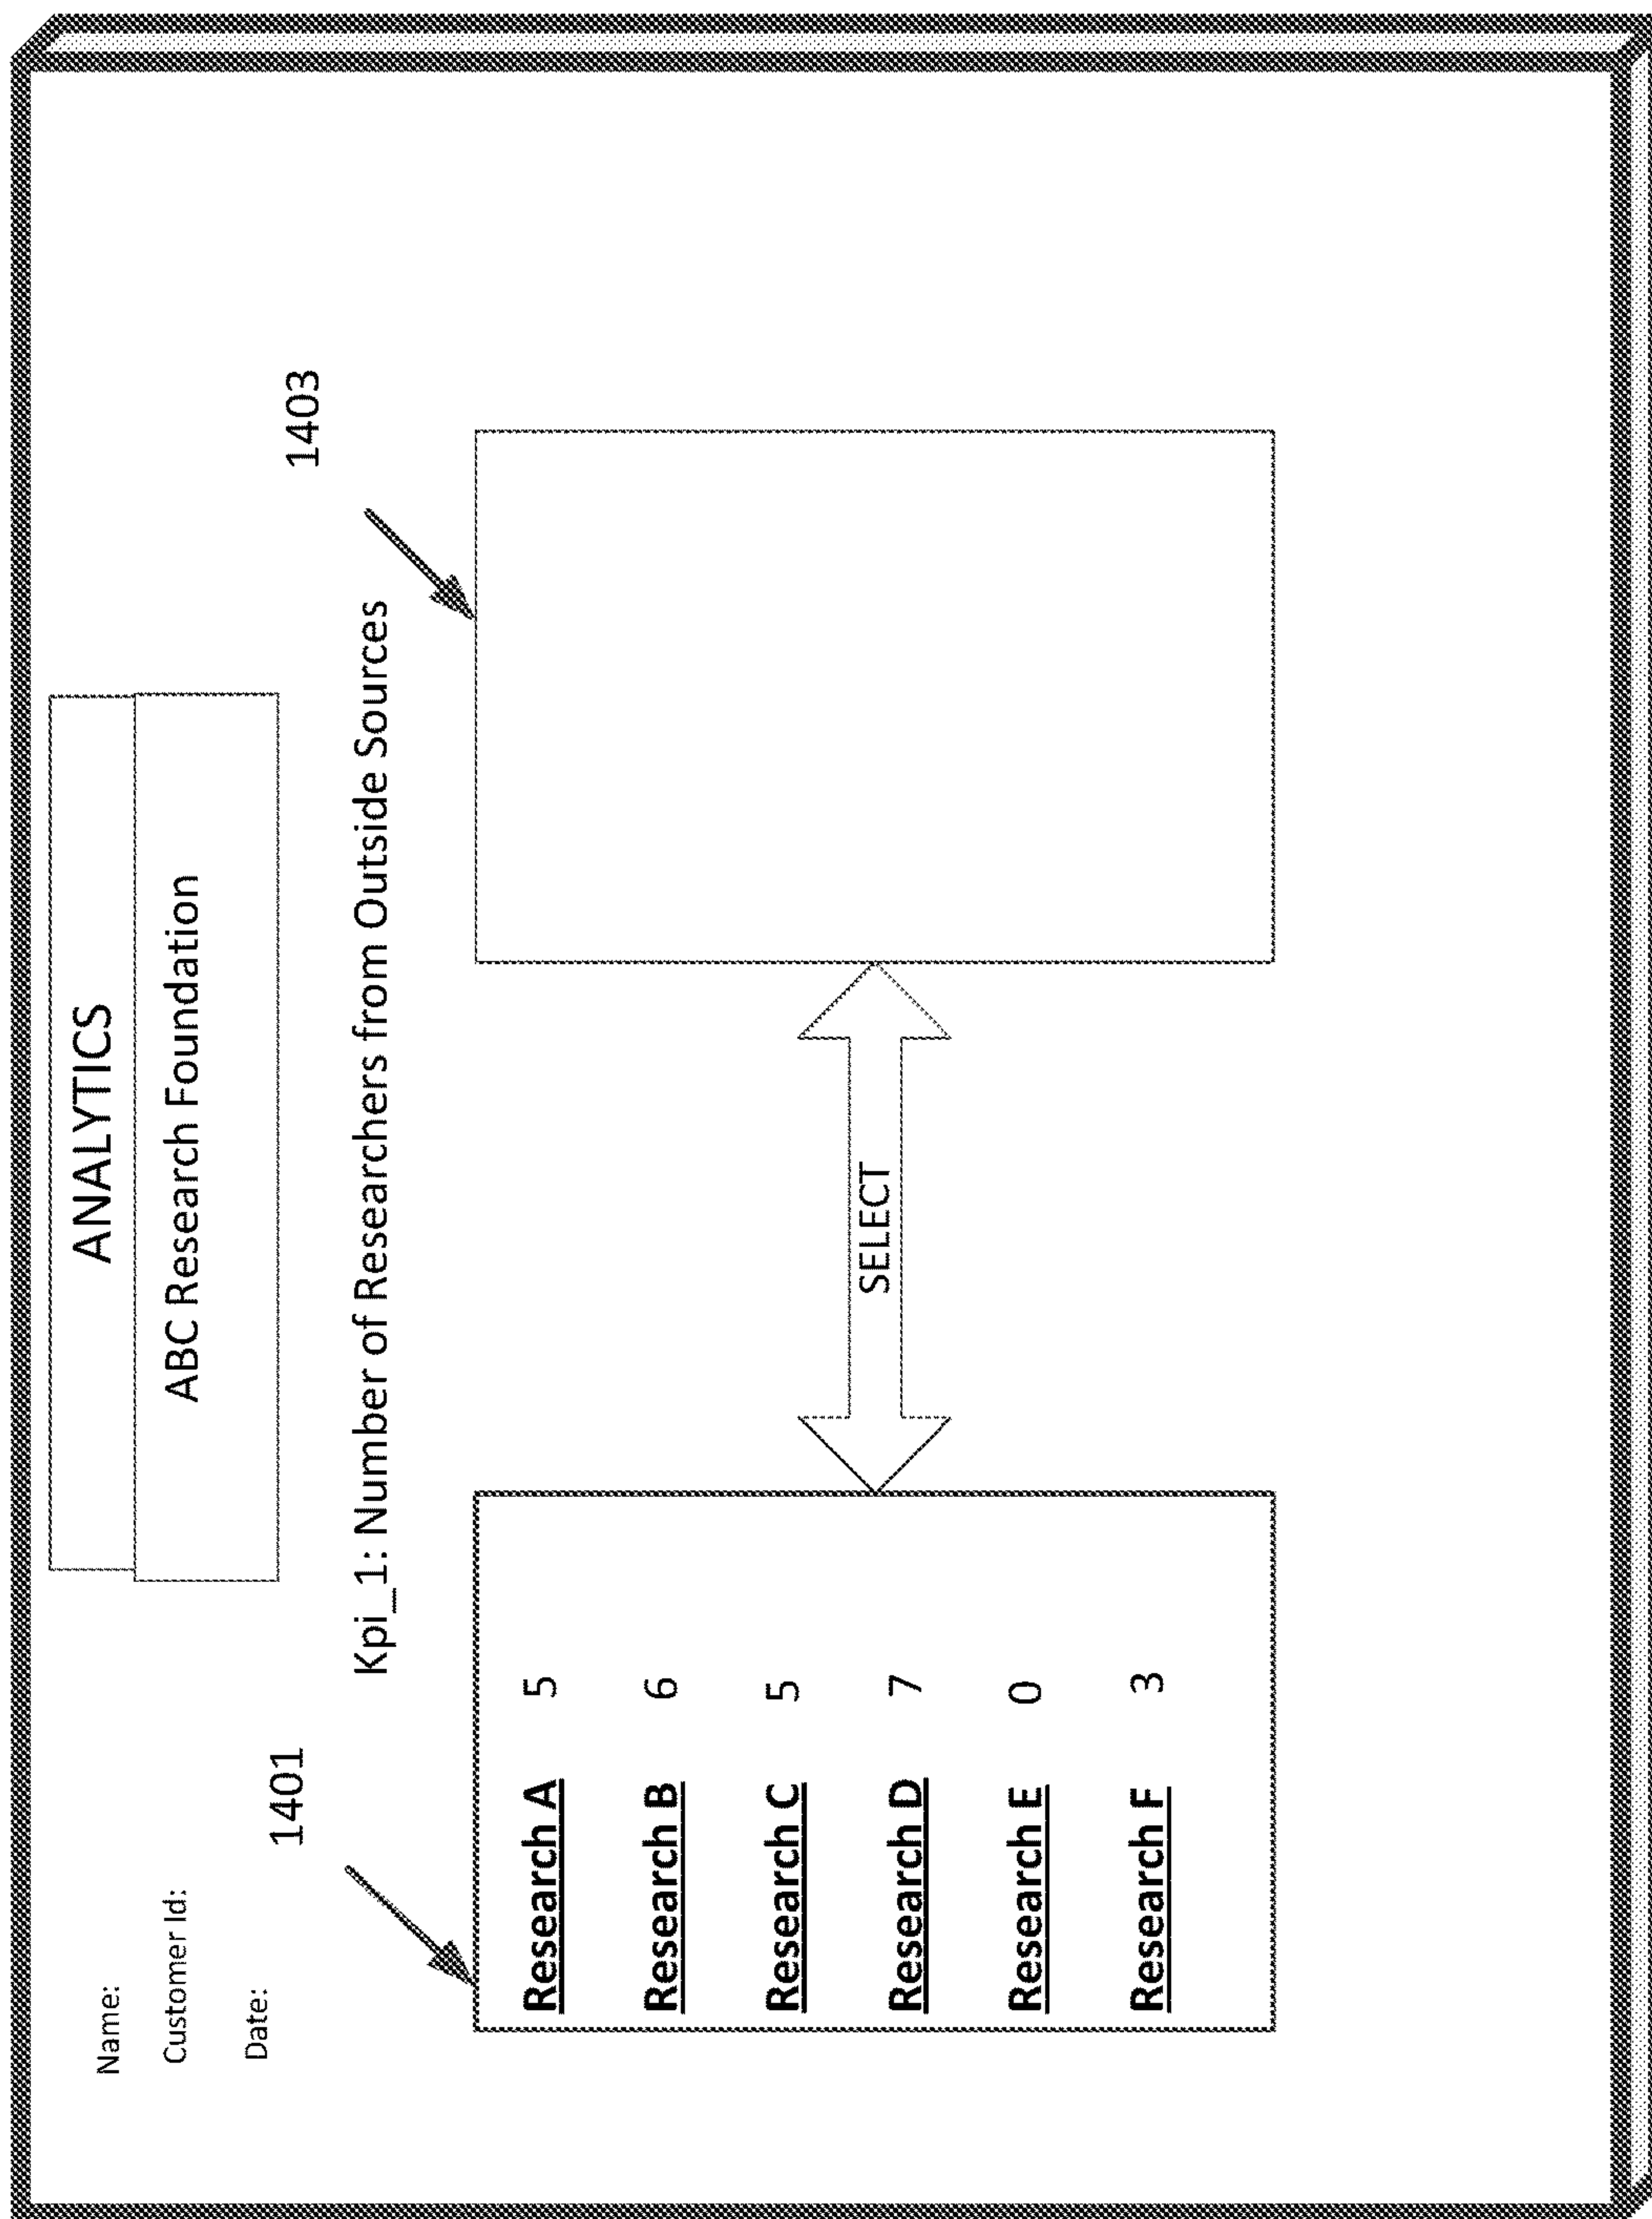 ANALYTICS
Name:
ABC Research Foundation
Customer Id:
Date:
1401
1403
Kpi_1: Number of Researchers from Outside Sources
Research A 5
Research B 6
Research C 5
Research D 7
Research E 0
Research F 3
SELECT